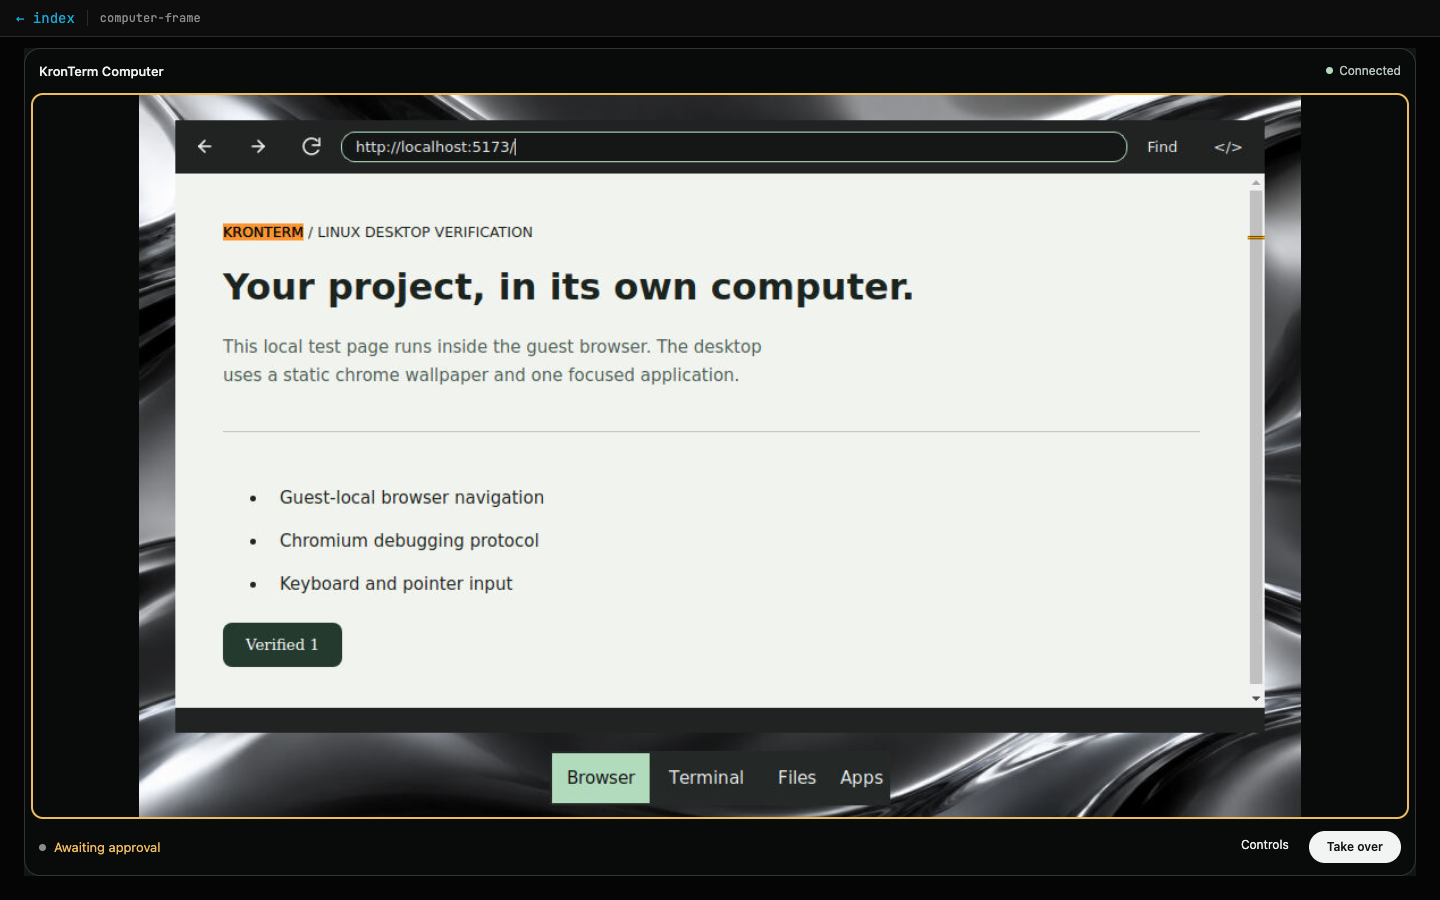 ← index computer-frame
KronTerm Computer
Connected
http://localhost:5173/
Find
</>
KRONTERM / LINUX DESKTOP VERIFICATION
Your project, in its own computer.
This local test page runs inside the guest browser. The desktop
uses a static chrome wallpaper and one focused application.
• Guest-local browser navigation
• Chromium debugging protocol
• Keyboard and pointer input
Verified 1
Browser Terminal Files Apps
Awaiting approval
Controls
Take over